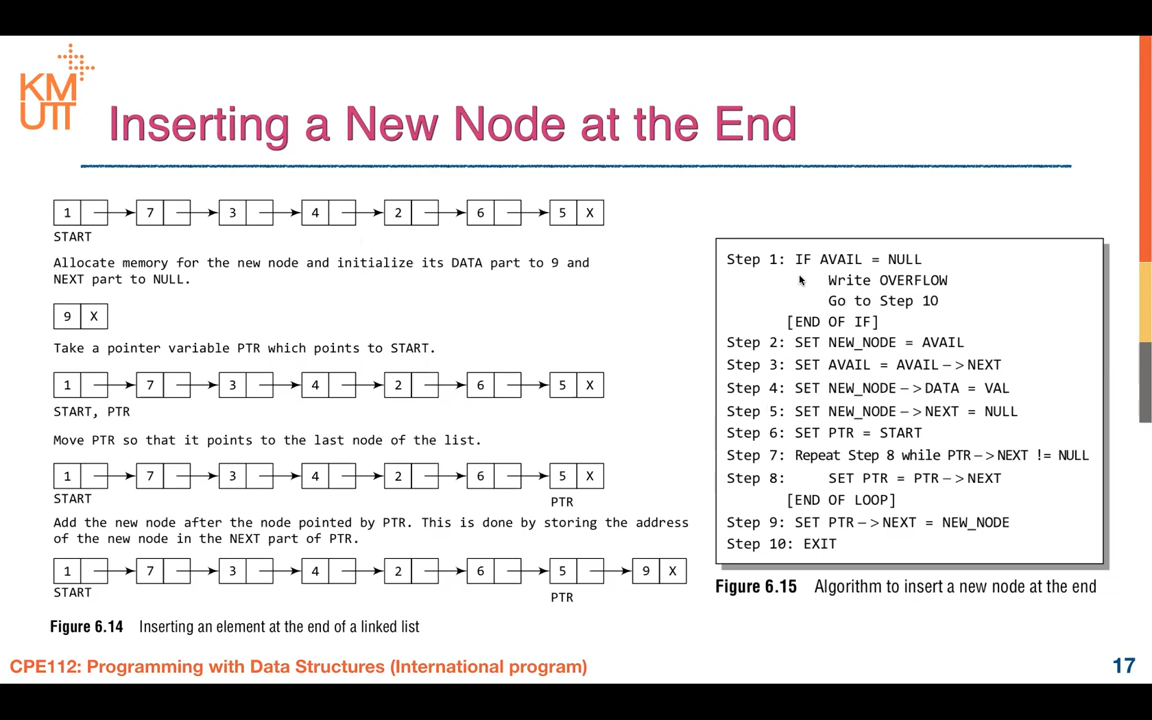 KM
UTT
Inserting a New Node at the End
1 7 3 4 2 6 5 X
START
Allocate memory for the new node and initialize its DATA part to 9 and
NEXT part to NULL.
9 X
Take a pointer variable PTR which points to START.
1 7 3 4 2 6 5 X
START, PTR
Move PTR so that it points to the last node of the list.
1 7 3 4 2 6 5 X
START PTR
Add the new node after the node pointed by PTR. This is done by storing the address
of the new node in the NEXT part of PTR.
1 7 3 4 2 6 5 9 X
START PTR
Figure 6.14 Inserting an element at the end of a linked list
Step 1: IF AVAIL = NULL
Write OVERFLOW
Go to Step 10
[END OF IF]
Step 2: SET NEW_NODE = AVAIL
Step 3: SET AVAIL = AVAIL->NEXT
Step 4: SET NEW_NODE->DATA = VAL
Step 5: SET NEW_NODE->NEXT = NULL
Step 6: SET PTR = START
Step 7: Repeat Step 8 while PTR->NEXT != NULL
Step 8: SET PTR = PTR->NEXT
[END OF LOOP]
Step 9: SET PTR->NEXT = NEW_NODE
Step 10: EXIT
Figure 6.15 Algorithm to insert a new node at the end
CPE112: Programming with Data Structures (International program)
17